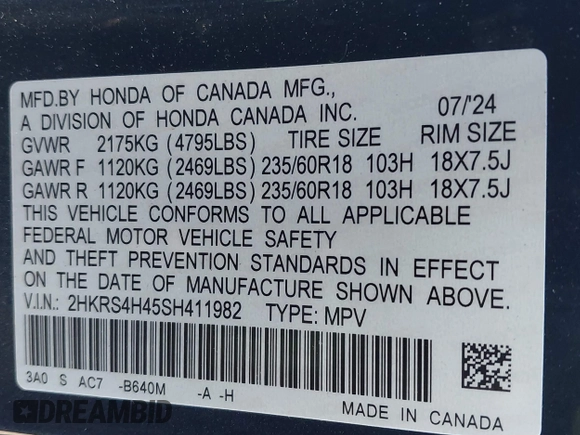 MFD.BY HONDA OF CANADA MFG.,
A DIVISION OF HONDA CANADA INC. 07/'24
GVWR 2175KG (4795LBS) TIRE SIZE RIM SIZE
GAWR F 1120KG (2469LBS) 235/60R18 103H 18X7.5J
GAWR R 1120KG (2469LBS) 235/60R18 103H 18X7.5J
THIS VEHICLE CONFORMS TO ALL APPLICABLE
FEDERAL MOTOR VEHICLE SAFETY
AND THEFT PREVENTION STANDARDS IN EFFECT
ON THE DATE OF MANUFACTURE SHOWN ABOVE.
V.I.N.: 2HKRS4H45SH411982 TYPE: MPV
3A0 S AC7 -B640M -A -H
MADE IN CANADA
DREAMBID